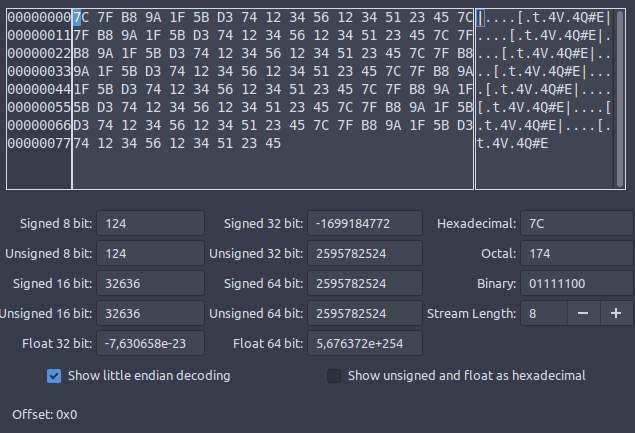 00000000 7C 7F B8 9A 1F 5B D3 74 12 34 56 12 34 51 23 45 7C |....[.t.4V.4Q#E|
00000011 7F B8 9A 1F 5B D3 74 12 34 56 12 34 51 23 45 7C 7F ....[.t.4V.4Q#E|.
00000022 B8 9A 1F 5B D3 74 12 34 56 12 34 51 23 45 7C 7F B8 ...[.t.4V.4Q#E|..
00000033 9A 1F 5B D3 74 12 34 56 12 34 51 23 45 7C 7F B8 9A ..[.t.4V.4Q#E|...
00000044 1F 5B D3 74 12 34 56 12 34 51 23 45 7C 7F B8 9A 1F .[.t.4V.4Q#E|....
00000055 5B D3 74 12 34 56 12 34 51 23 45 7C 7F B8 9A 1F 5B [.t.4V.4Q#E|....[
00000066 D3 74 12 34 56 12 34 51 23 45 7C 7F B8 9A 1F 5B D3 .t.4V.4Q#E|....[.
00000077 74 12 34 56 12 34 51 23 45 t.4V.4Q#E
Signed 8 bit: 124 Signed 32 bit: -1699184772 Hexadecimal: 7C
Unsigned 8 bit: 124 Unsigned 32 bit: 2595782524 Octal: 174
Signed 16 bit: 32636 Signed 64 bit: 2595782524 Binary: 01111100
Unsigned 16 bit: 32636 Unsigned 64 bit: 2595782524 Stream Length: 8 − +
Float 32 bit: -7,630658e-23 Float 64 bit: 5,676372e+254
Show little endian decoding Show unsigned and float as hexadecimal
Offset: 0x0